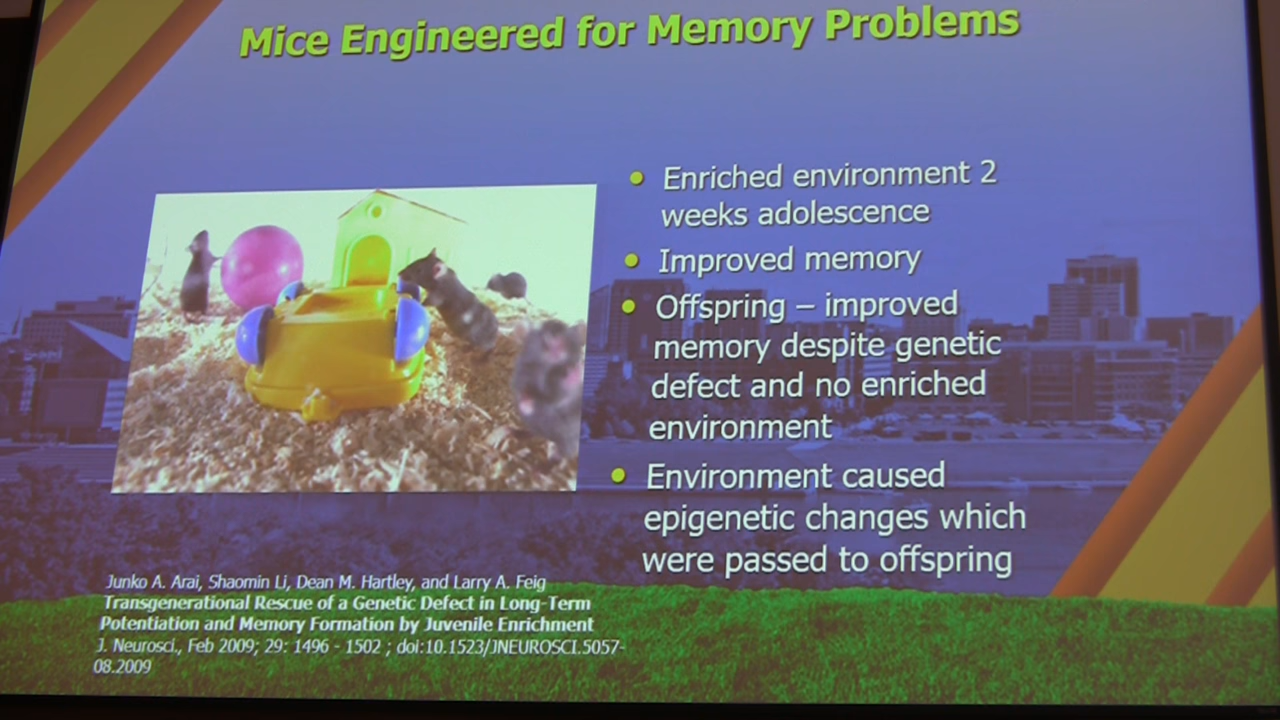 Mice Engineered for Memory Problems
• Enriched environment 2
weeks adolescence
• Improved memory
• Offspring – improved
memory despite genetic
defect and no enriched
environment
• Environment caused
epigenetic changes which
were passed to offspring
Junko A. Arai, Shaomin Li, Dean M. Hartley, and Larry A. Feig
Transgenerational Rescue of a Genetic Defect in Long-Term
Potentiation and Memory Formation by Juvenile Enrichment
J. Neurosci., Feb 2009; 29: 1496 - 1502 ; doi:10.1523/JNEUROSCI.5057-
08.2009